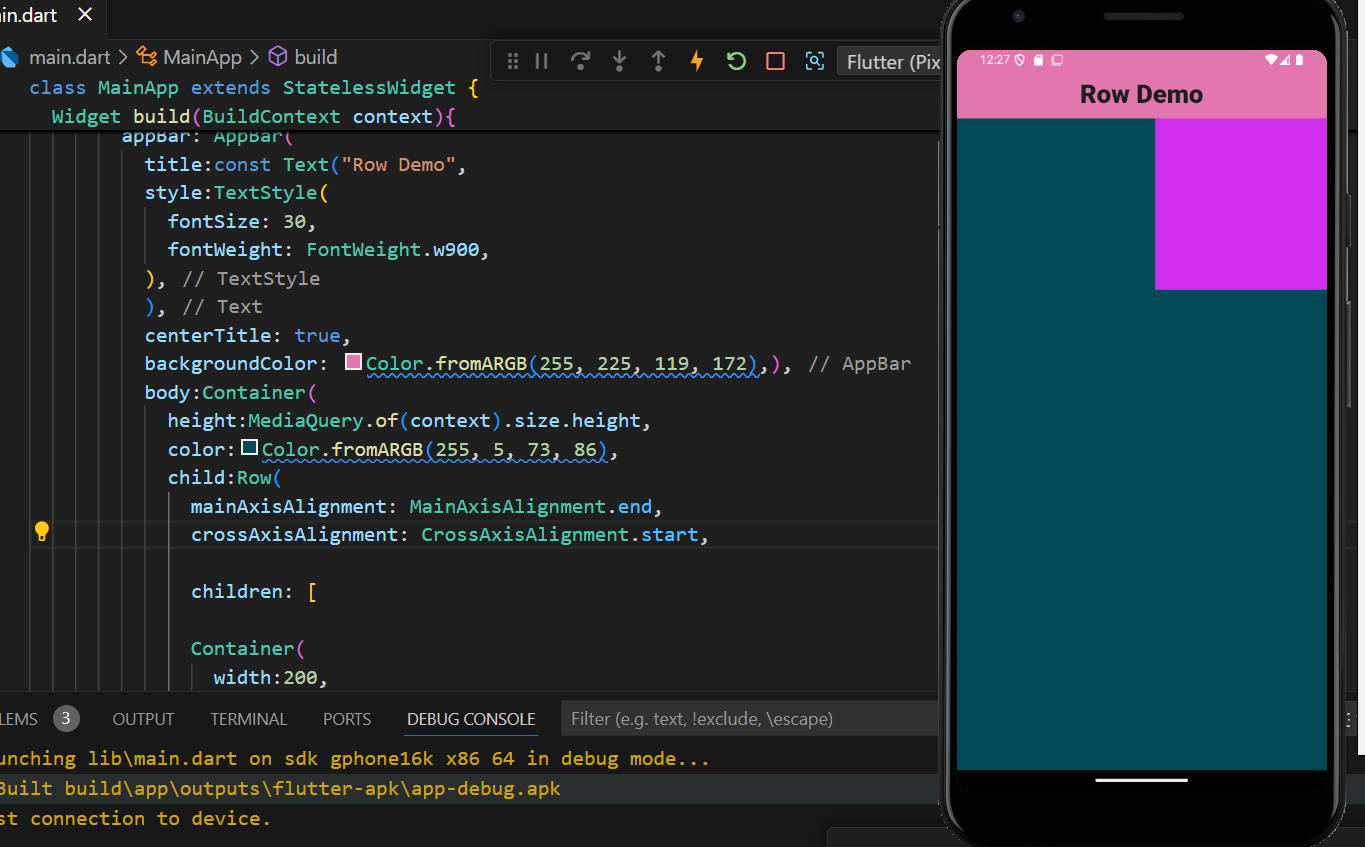 in.dart ×
main.dart > MainApp > build
Flutter (Pix
class MainApp extends StatelessWidget {
Widget build(BuildContext context){
appBar: AppBar(
title:const Text("Row Demo",
style:TextStyle(
fontSize: 30,
fontWeight: FontWeight.w900,
), // TextStyle
), // Text
centerTitle: true,
backgroundColor: Color.fromARGB(255, 225, 119, 172),), // AppBar
body:Container(
height:MediaQuery.of(context).size.height,
color:Color.fromARGB(255, 5, 73, 86),
child:Row(
mainAxisAlignment: MainAxisAlignment.end,
crossAxisAlignment: CrossAxisAlignment.start,
children: [
Container(
width:200,
LEMS 3 OUTPUT TERMINAL PORTS DEBUG CONSOLE Filter (e.g. text, !exclude, \escape)
unching lib\main.dart on sdk gphone16k x86 64 in debug mode...
Built build\app\outputs\flutter-apk\app-debug.apk
st connection to device.
12:27
Row Demo